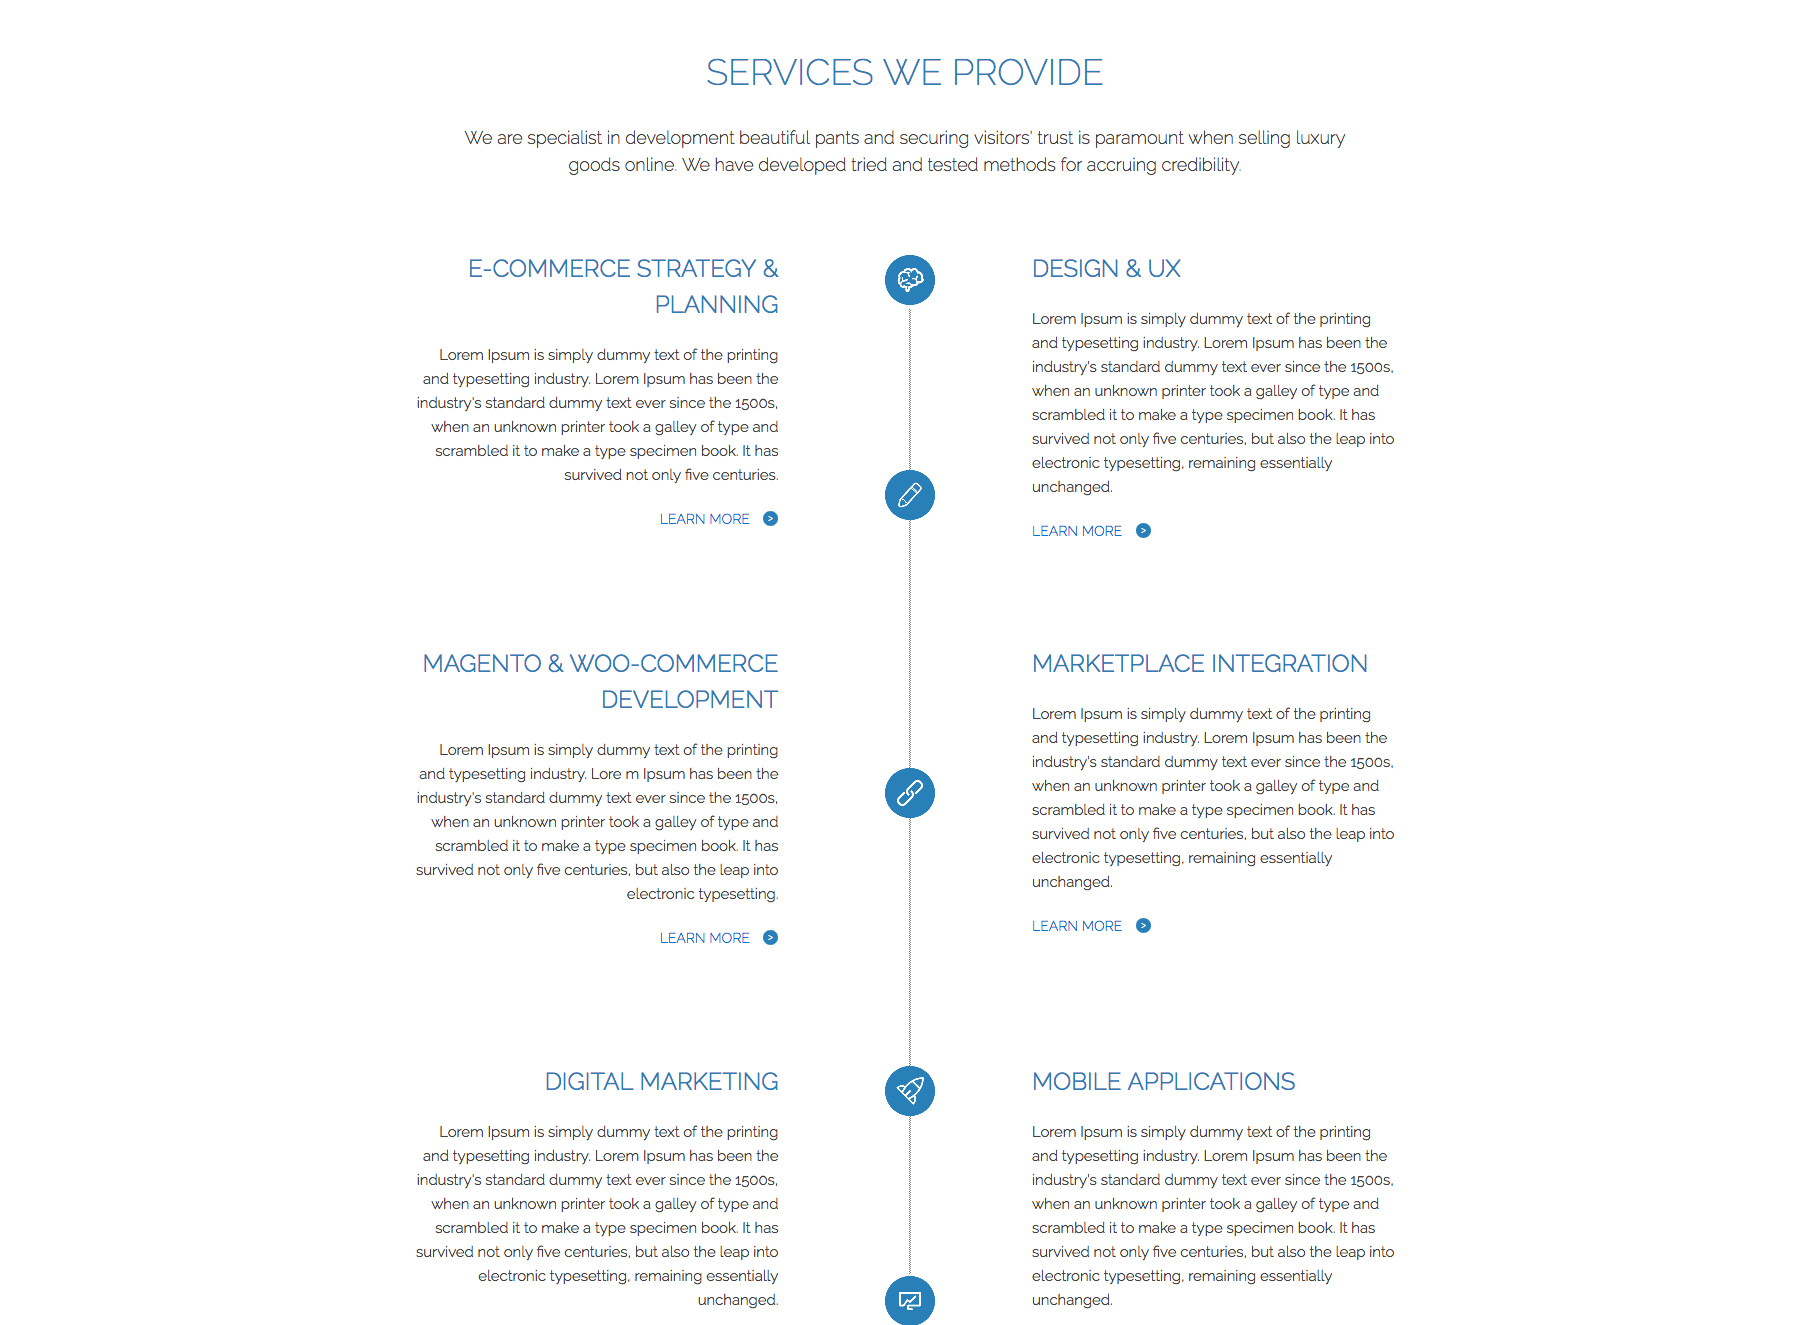 SERVICES WE PROVIDE
We are specialist in development beautiful pants and securing visitors' trust is paramount when selling luxury
goods online. We have developed tried and tested methods for accruing credibility.
E-COMMERCE STRATEGY &
PLANNING
Lorem Ipsum is simply dummy text of the printing
and typesetting industry. Lorem Ipsum has been the
industry's standard dummy text ever since the 1500s,
when an unknown printer took a galley of type and
scrambled it to make a type specimen book. It has
survived not only five centuries.
LEARN MORE >
DESIGN & UX
Lorem Ipsum is simply dummy text of the printing
and typesetting industry. Lorem Ipsum has been the
industry's standard dummy text ever since the 1500s,
when an unknown printer took a galley of type and
scrambled it to make a type specimen book. It has
survived not only five centuries, but also the leap into
electronic typesetting, remaining essentially
unchanged.
LEARN MORE >
MAGENTO & WOO-COMMERCE
DEVELOPMENT
Lorem Ipsum is simply dummy text of the printing
and typesetting industry. Lore m Ipsum has been the
industry's standard dummy text ever since the 1500s,
when an unknown printer took a galley of type and
scrambled it to make a type specimen book. It has
survived not only five centuries, but also the leap into
electronic typesetting.
LEARN MORE >
MARKETPLACE INTEGRATION
Lorem Ipsum is simply dummy text of the printing
and typesetting industry. Lorem Ipsum has been the
industry's standard dummy text ever since the 1500s,
when an unknown printer took a galley of type and
scrambled it to make a type specimen book. It has
survived not only five centuries, but also the leap into
electronic typesetting, remaining essentially
unchanged.
LEARN MORE >
DIGITAL MARKETING
Lorem Ipsum is simply dummy text of the printing
and typesetting industry. Lorem Ipsum has been the
industry's standard dummy text ever since the 1500s,
when an unknown printer took a galley of type and
scrambled it to make a type specimen book. It has
survived not only five centuries, but also the leap into
electronic typesetting, remaining essentially
unchanged.
MOBILE APPLICATIONS
Lorem Ipsum is simply dummy text of the printing
and typesetting industry. Lorem Ipsum has been the
industry's standard dummy text ever since the 1500s,
when an unknown printer took a galley of type and
scrambled it to make a type specimen book. It has
survived not only five centuries, but also the leap into
electronic typesetting, remaining essentially
unchanged.